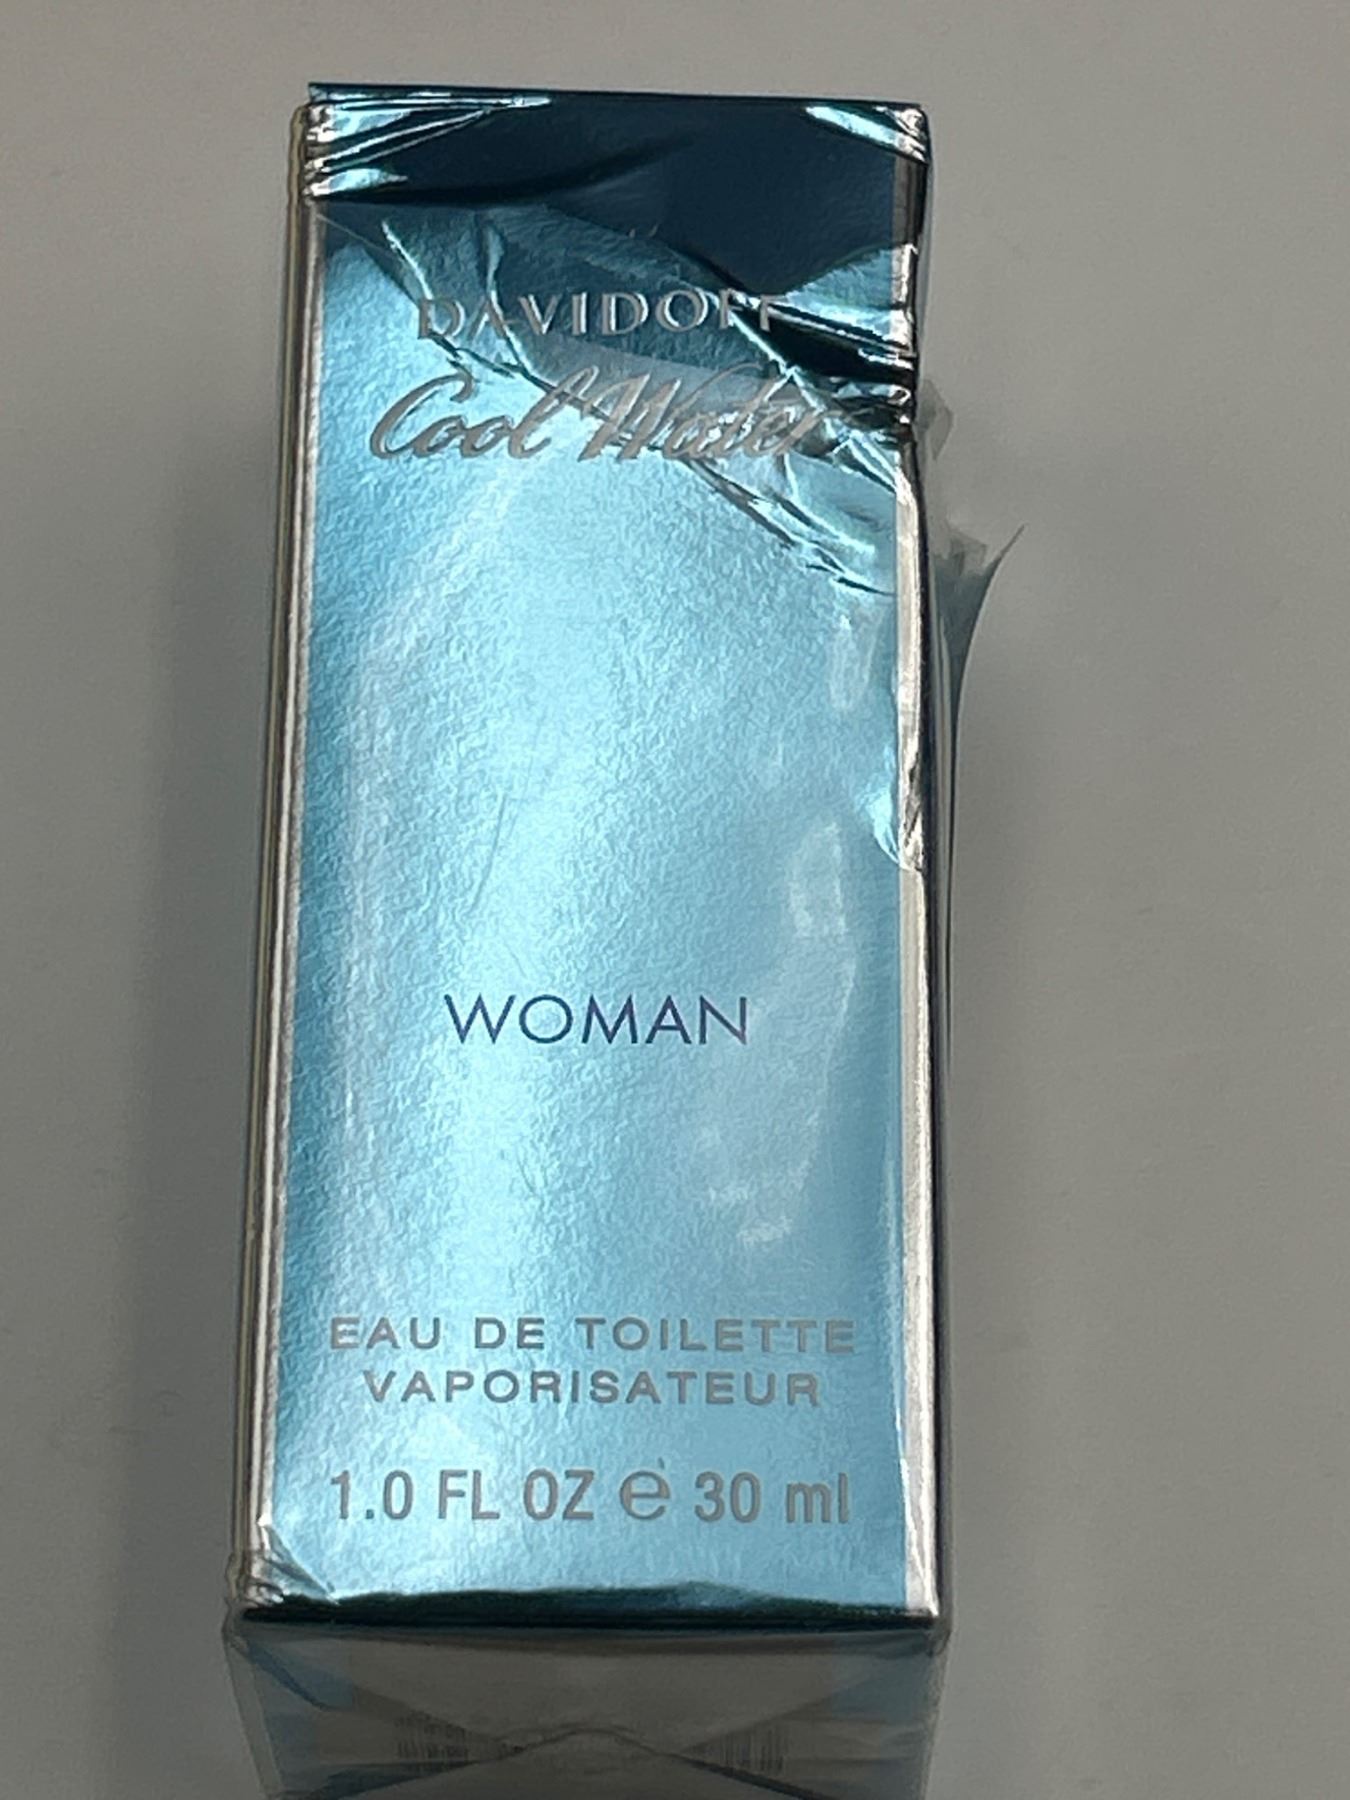 DAVIDOFF
Cool Water
WOMAN
EAU DE TOILETTE
VAPORISATEUR
1.0 FL OZ ℮ 30 ml